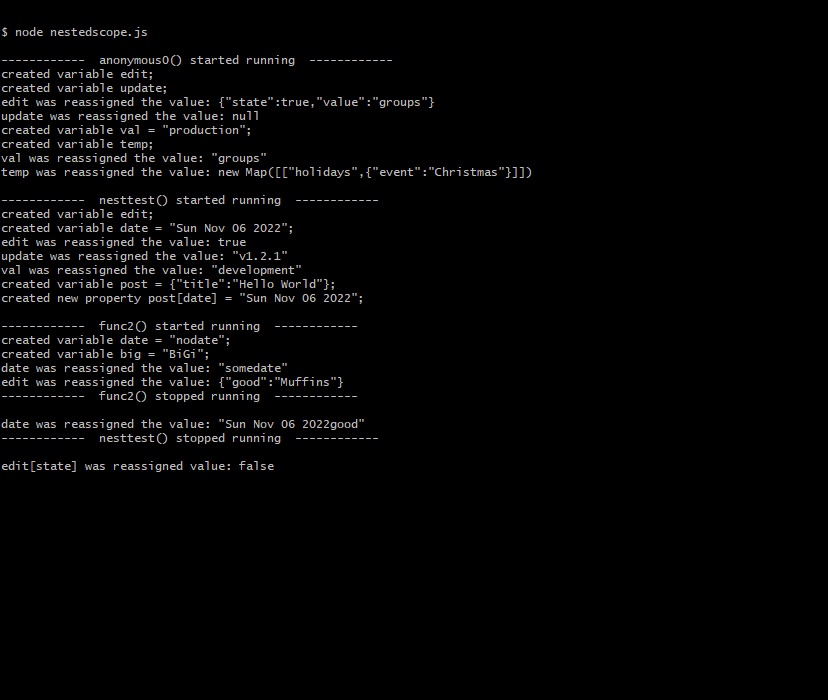 $ node nestedscope.js
------------  anonymous0() started running  ------------
created variable edit;
created variable update;
edit was reassigned the value: {"state":true,"value":"groups"}
update was reassigned the value: null
created variable val = "production";
created variable temp;
val was reassigned the value: "groups"
temp was reassigned the value: new Map([["holidays",{"event":"Christmas"}]])
------------  nesttest() started running  ------------
created variable edit;
created variable date = "Sun Nov 06 2022";
edit was reassigned the value: true
update was reassigned the value: "v1.2.1"
val was reassigned the value: "development"
created variable post = {"title":"Hello World"};
created new property post[date] = "Sun Nov 06 2022";
------------  func2() started running  ------------
created variable date = "nodate";
created variable big = "BiGi";
date was reassigned the value: "somedate"
edit was reassigned the value: {"good":"Muffins"}
------------  func2() stopped running  ------------
date was reassigned the value: "Sun Nov 06 2022good"
------------  nesttest() stopped running  ------------
edit[state] was reassigned value: false